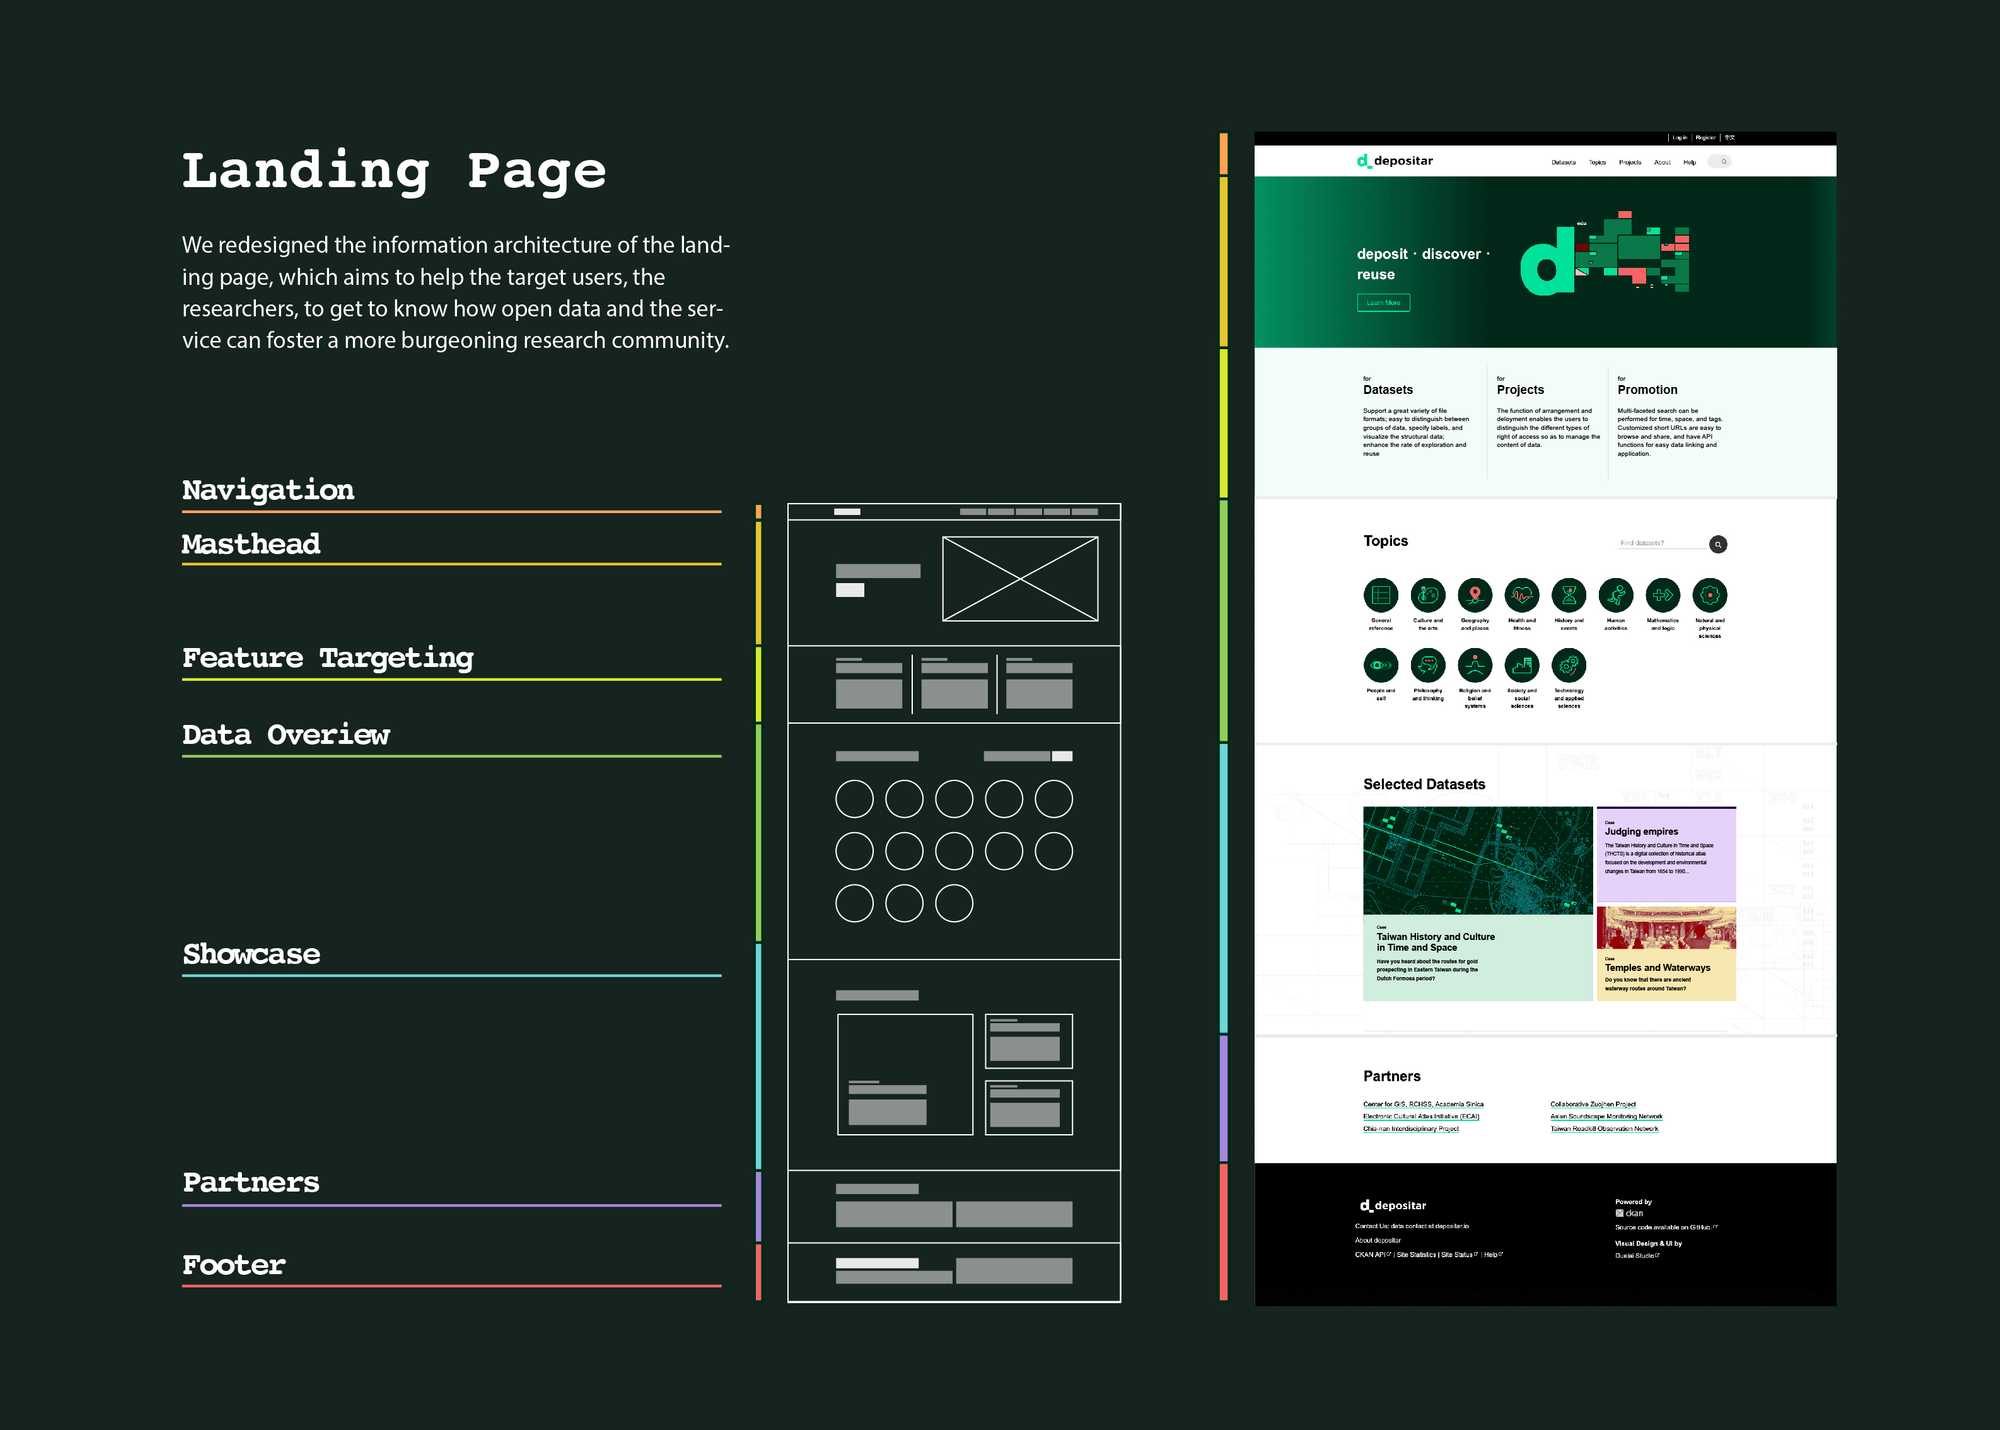 Landing Page
We redesigned the information architecture of the land-
ing page, which aims to help the target users, the
researchers, to get to know how open data and the ser-
vice can foster a more burgeoning research community.
Navigation
Masthead
Feature Targeting
Data Overiew
Showcase
Partners
Footer
Log in | Register | 中文
d_ depositar
Datasets Topics Projects About Help
deposit · discover ·
reuse
Learn More
for
Datasets
Support a great variety of file
formats; easy to distinguish between
groups of data, specify labels, and
visualize the structural data;
enhance the rate of exploration and
reuse
for
Projects
The function of arrangement and
deloyment enables the users to
distinguish the different types of
right of access so as to manage the
content of data.
for
Promotion
Multi-faceted search can be
performed for time, space, and tags.
Customized short URLs are easy to
browse and share, and have API
functions for easy data linking and
application.
Topics
Find datasets?
General
reference
Culture and
the arts
Geography
and places
Health and
fitness
History and
events
Human
activities
Mathematics
and logic
Natural and
physical
sciences
People and
self
Philosophy
and thinking
Religion and
belief
systems
Society and
social
sciences
Technology
and applied
sciences
Selected Datasets
Case
Taiwan History and Culture
in Time and Space
Have you heard about the routes for gold
prospecting in Eastern Taiwan during the
Dutch Formosa period?
Case
Judging empires
The Taiwan History and Culture in Time and Space
(THCTS) is a digital collection of historical atlas
focused on the development and environmental
changes in Taiwan from 1654 to 1990...
Case
Temples and Waterways
Do you know that there are ancient
waterway routes around Taiwan?
Partners
Center for GIS, RCHSS, Academia Sinica
Electronic Cultural Atlas Initiative (ECAI)
Chia-nan Interdisciplinary Project
Collaborative Zuojhen Project
Asian Soundscape Monitoring Network
Taiwan Roadkill Observation Network
d_ depositar
Contact Us: data.contact at depositar.io
About depositar
CKAN API | Site Statistics | Site Status | Help
Powered by
ckan
Source code available on GitHub
Visual Design & UI by